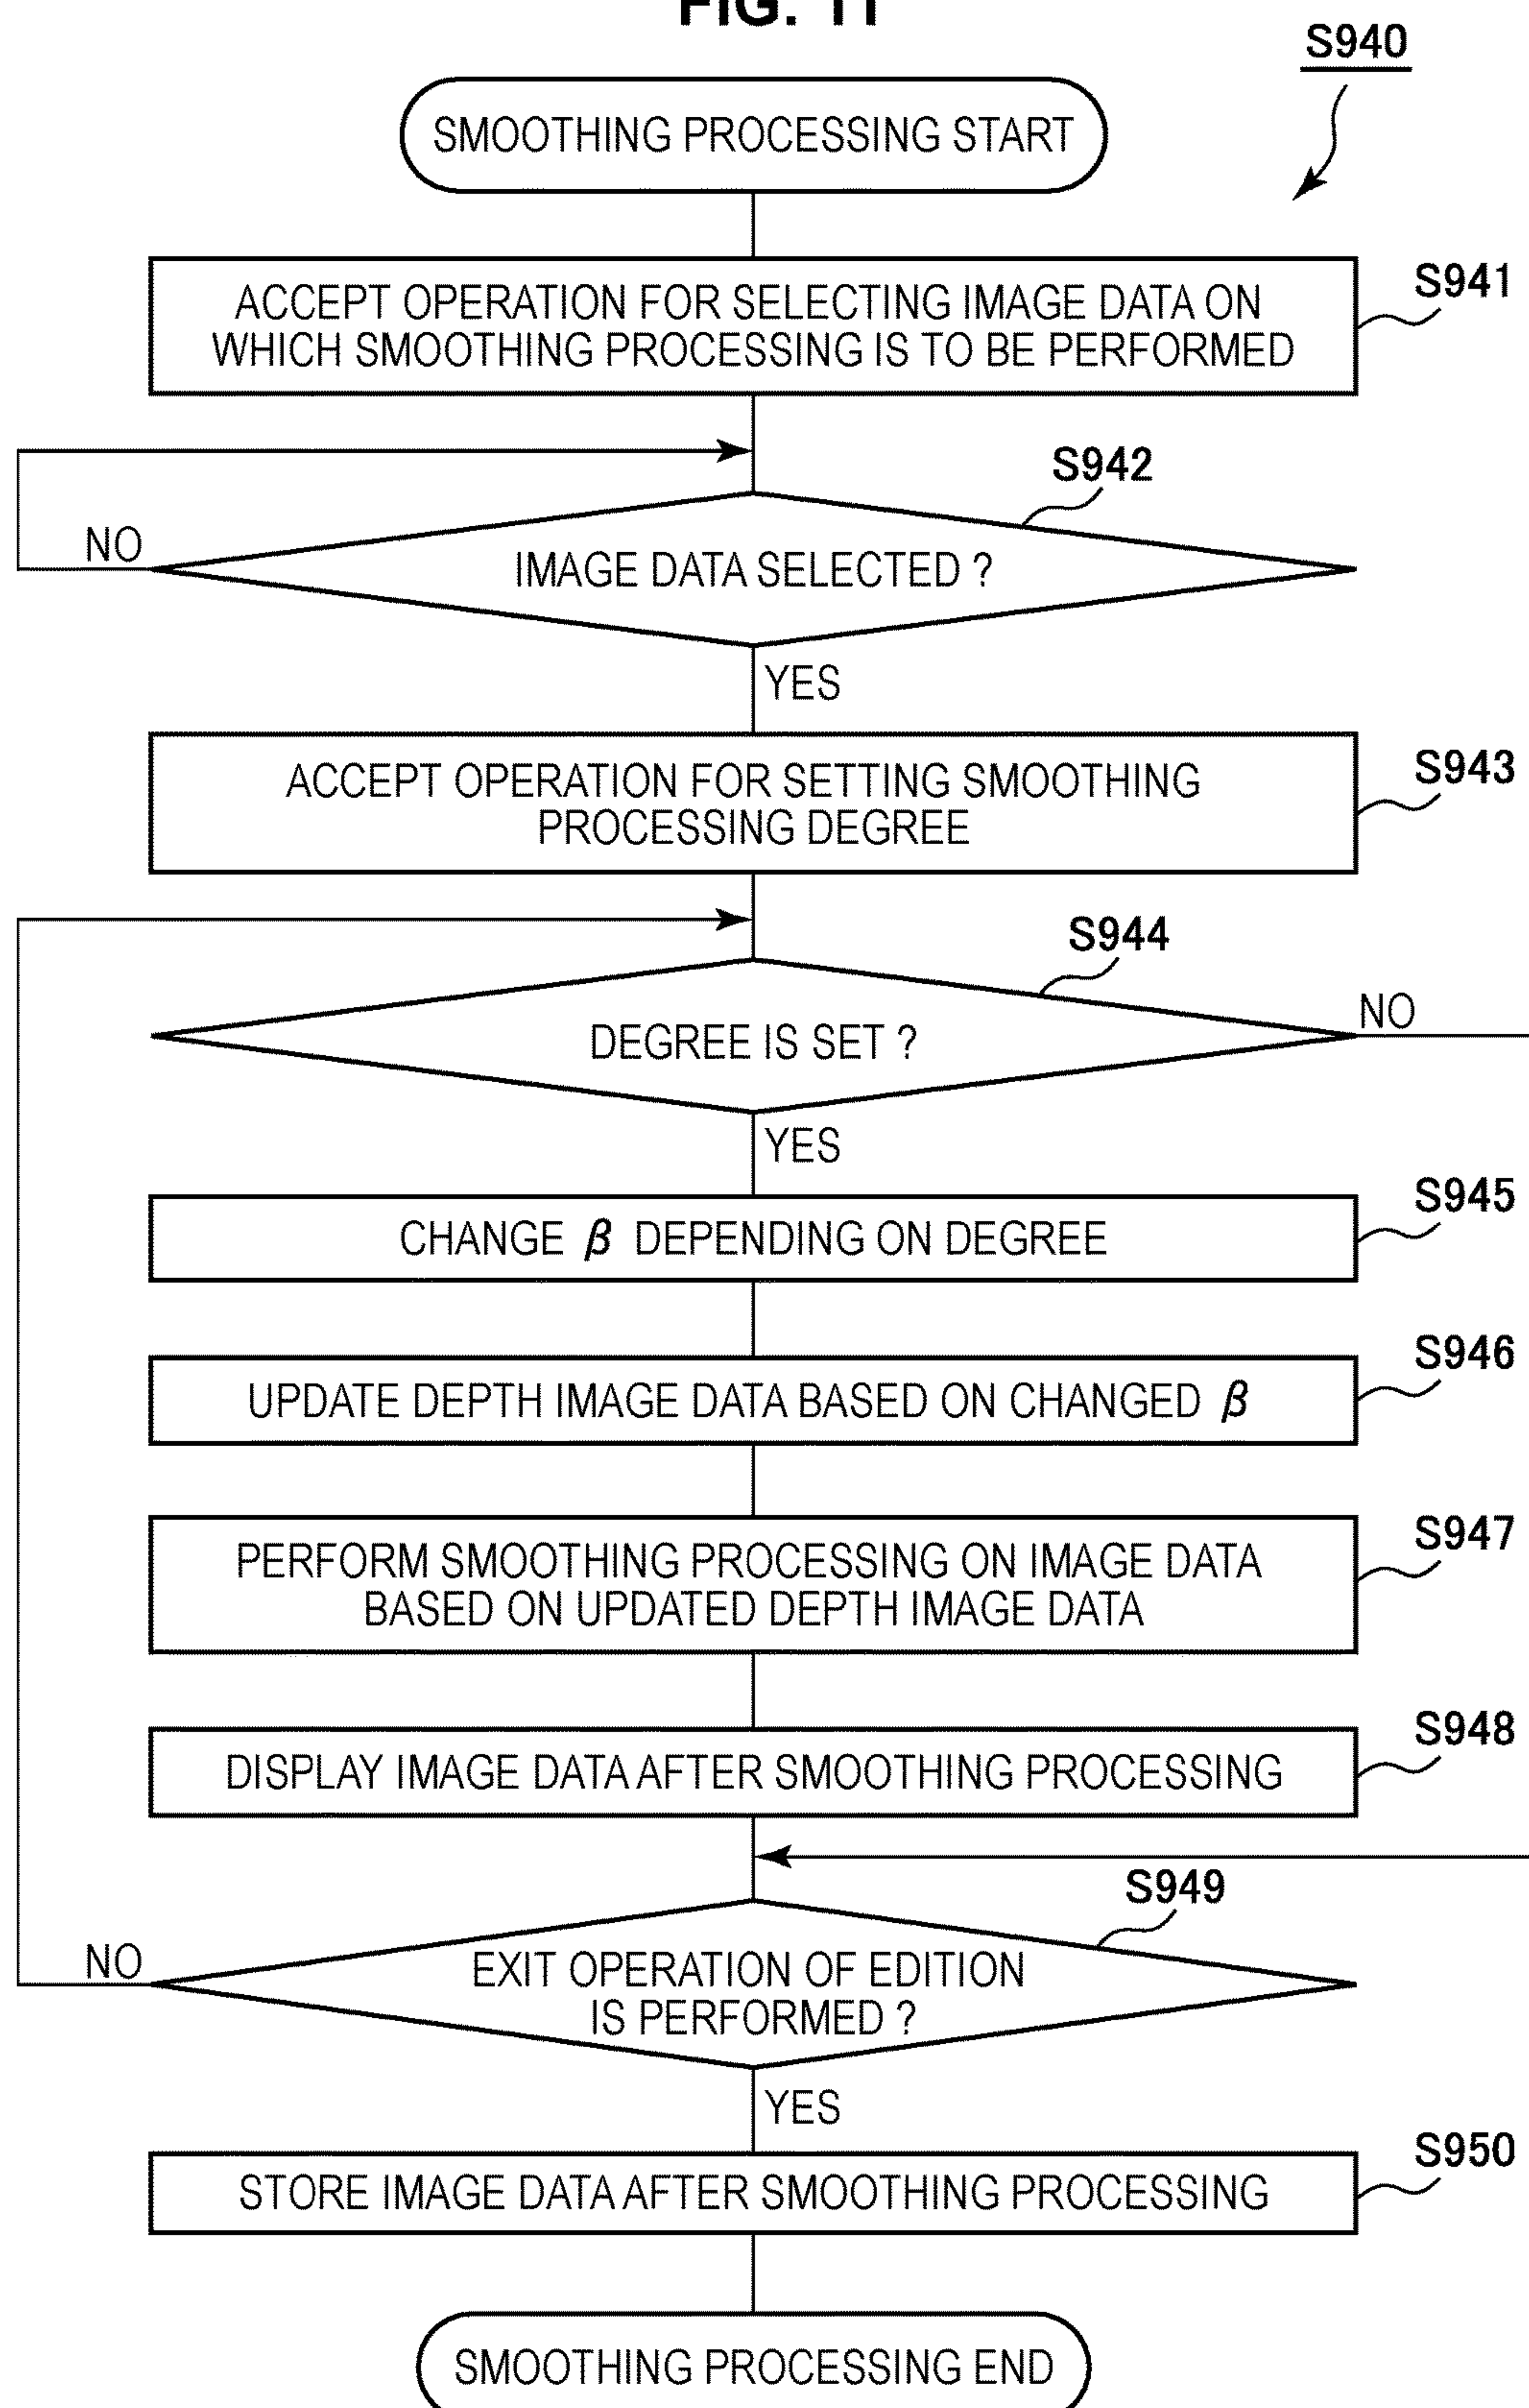 FIG. 11
S940
SMOOTHING PROCESSING START
S941
ACCEPT OPERATION FOR SELECTING IMAGE DATA ON
WHICH SMOOTHING PROCESSING IS TO BE PERFORMED
S942
NO
IMAGE DATA SELECTED ?
YES
S943
ACCEPT OPERATION FOR SETTING SMOOTHING
PROCESSING DEGREE
S944
NO
DEGREE IS SET ?
YES
S945
CHANGE β DEPENDING ON DEGREE
S946
UPDATE DEPTH IMAGE DATA BASED ON CHANGED β
S947
PERFORM SMOOTHING PROCESSING ON IMAGE DATA
BASED ON UPDATED DEPTH IMAGE DATA
S948
DISPLAY IMAGE DATA AFTER SMOOTHING PROCESSING
S949
NO
EXIT OPERATION OF EDITION
IS PERFORMED ?
YES
S950
STORE IMAGE DATA AFTER SMOOTHING PROCESSING
SMOOTHING PROCESSING END